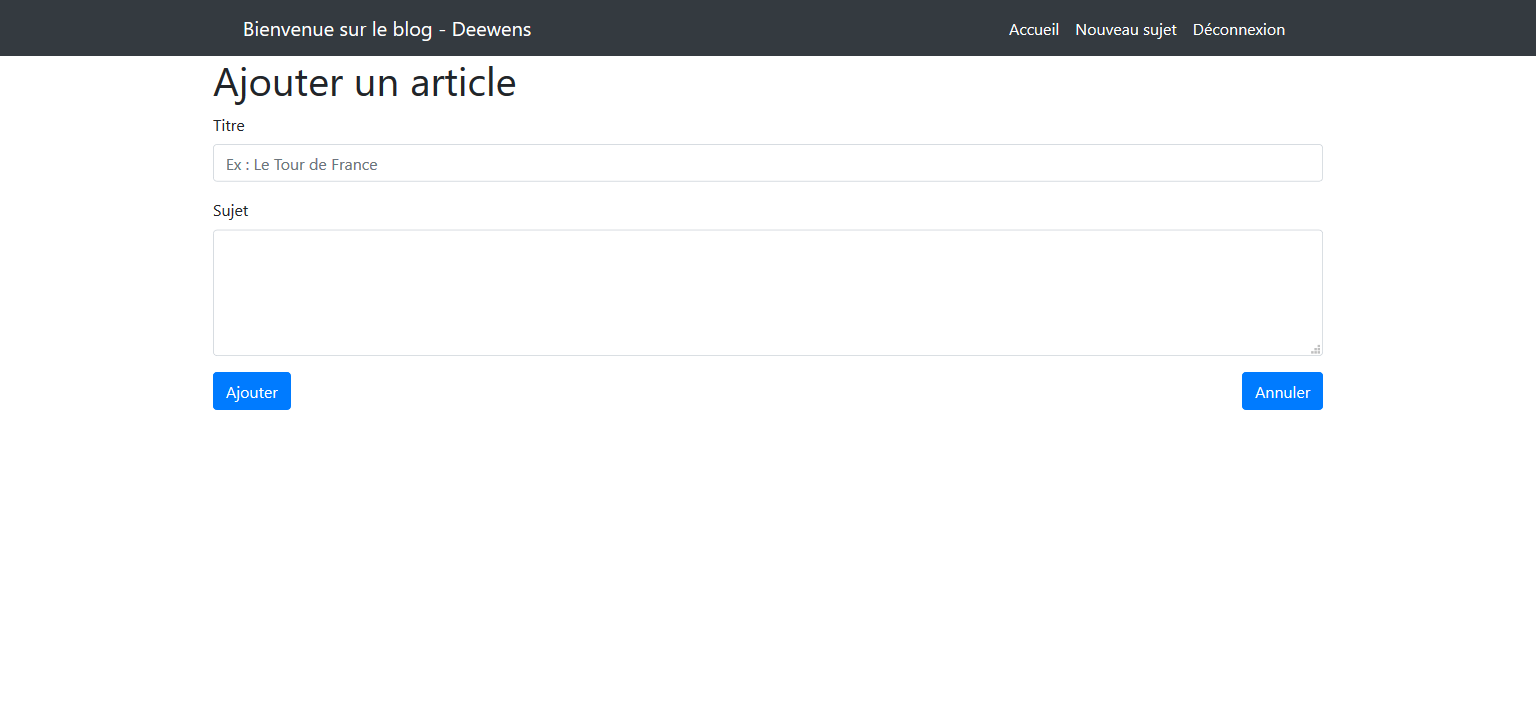 Bienvenue sur le blog - Deewens
Accueil Nouveau sujet Déconnexion
Ajouter un article
Titre
Ex : Le Tour de France
Sujet
Ajouter
Annuler